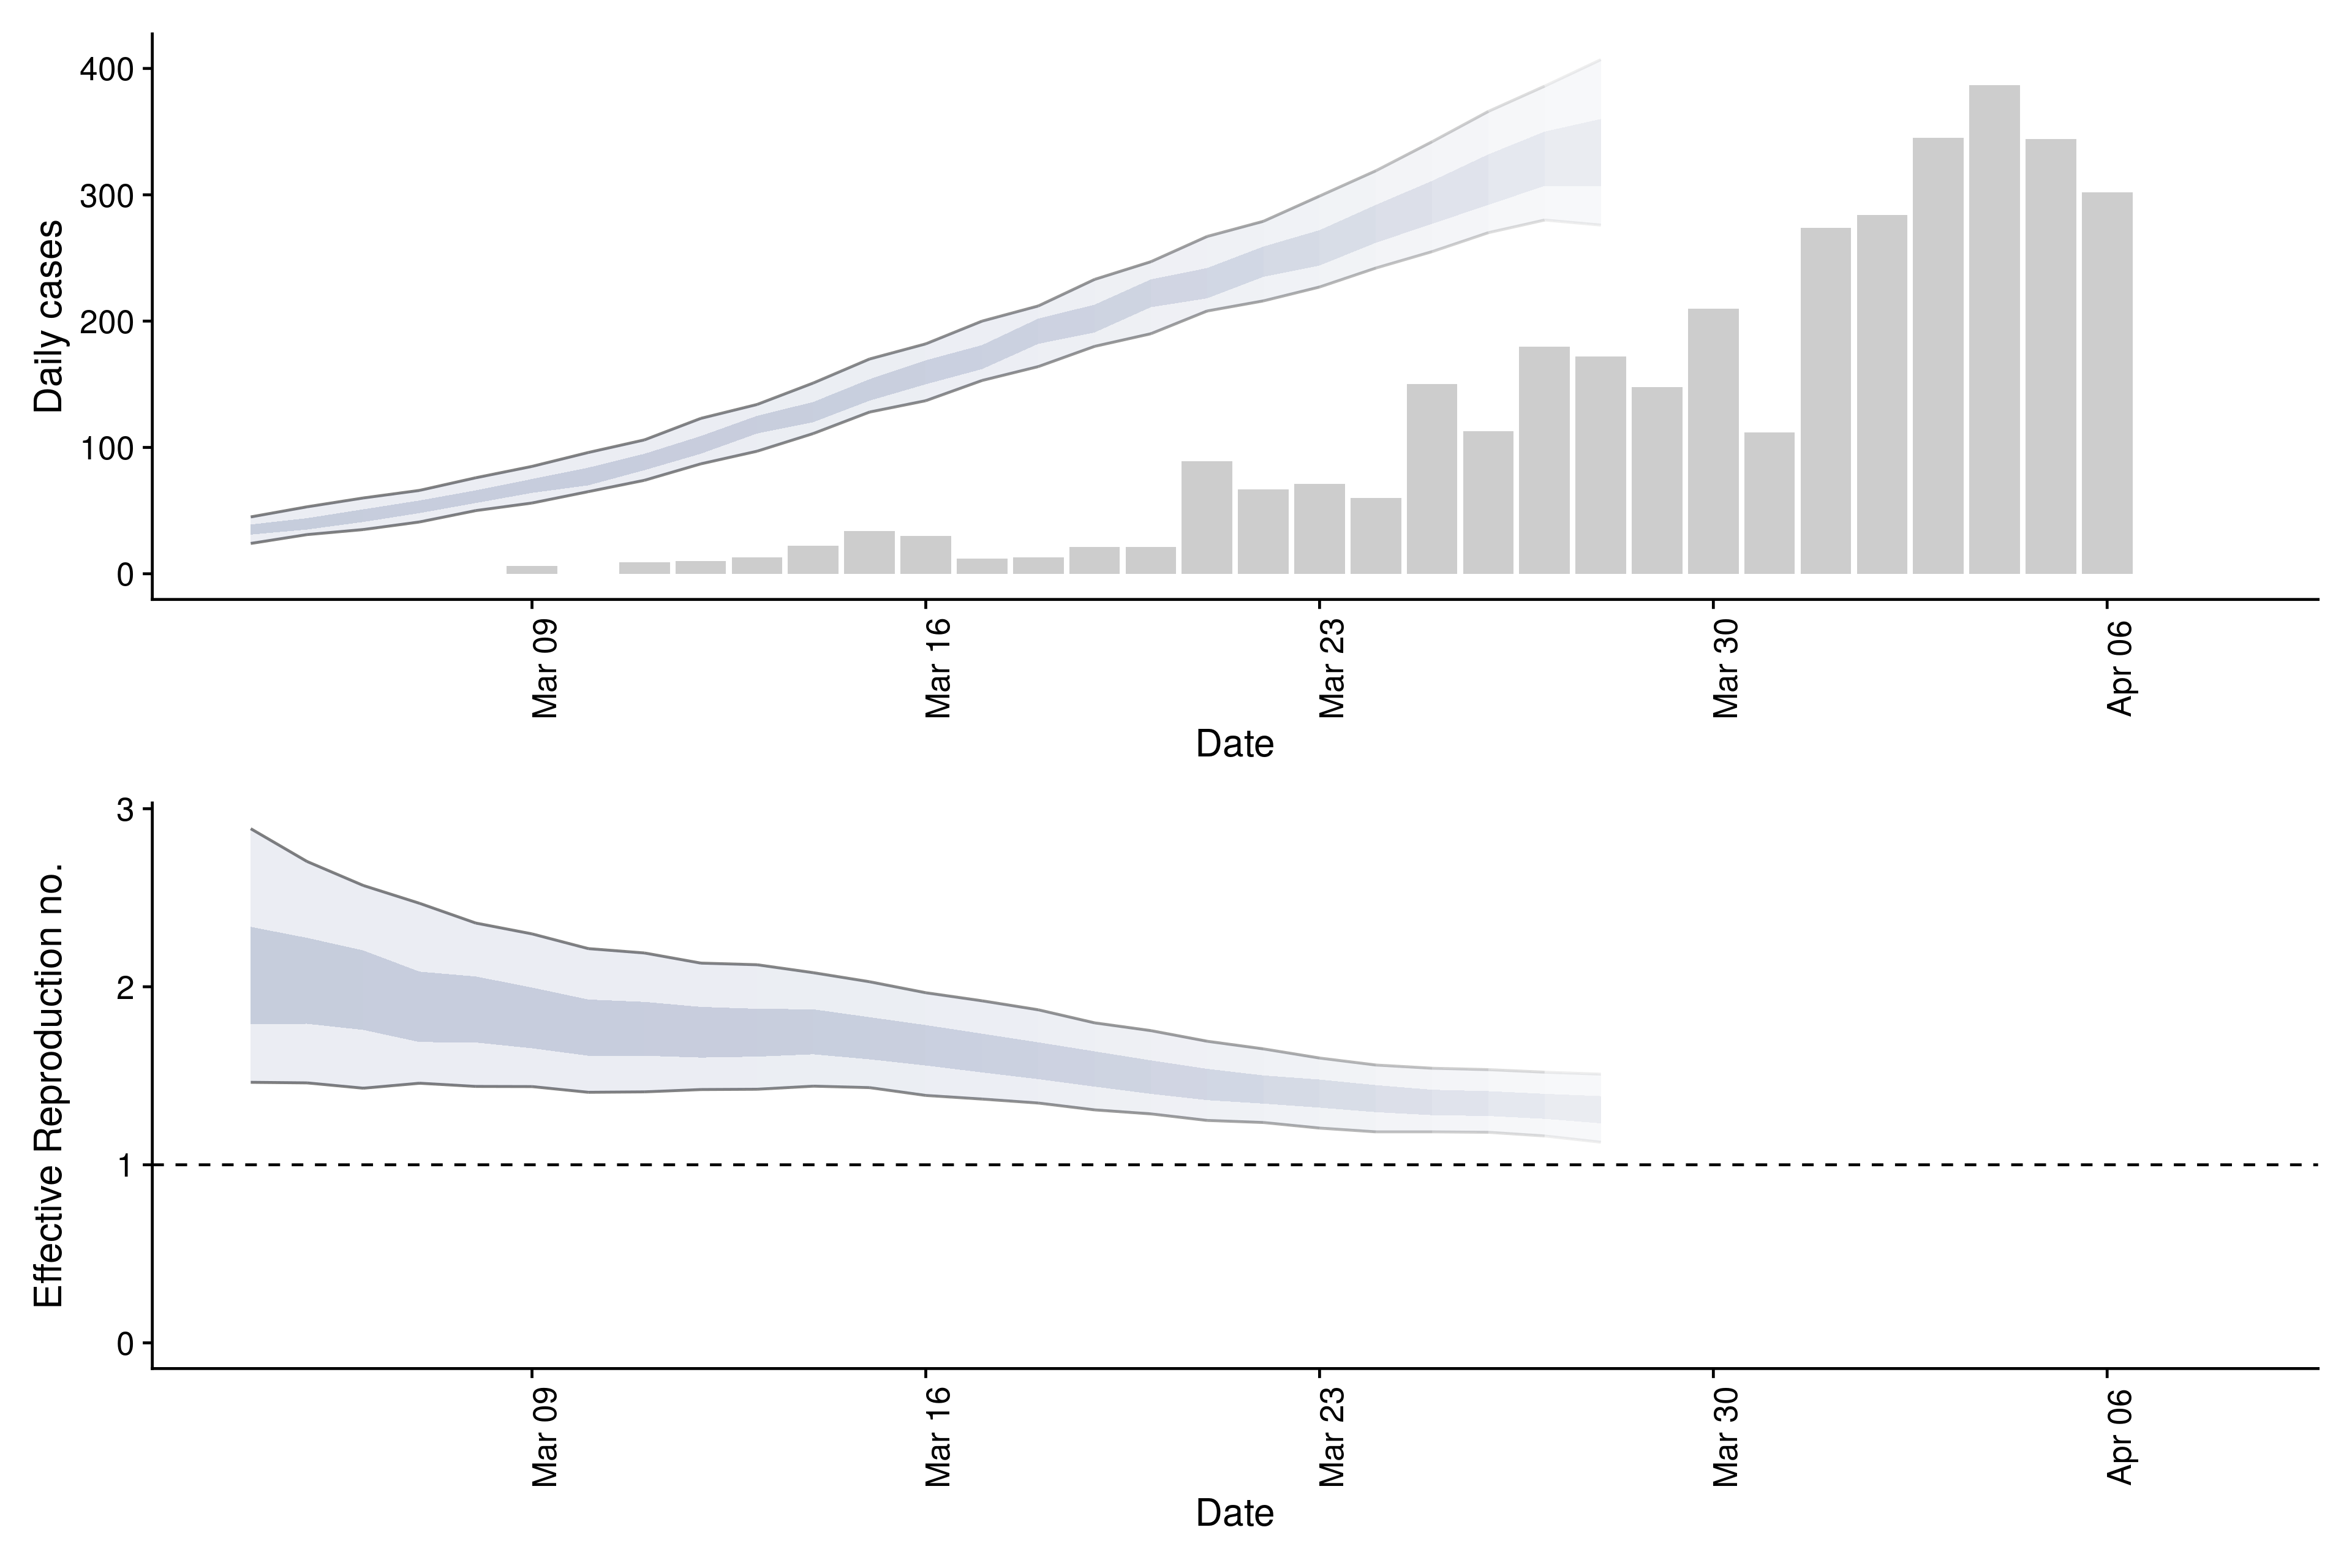 Daily cases
400
300
200
100
0
Mar 09
Mar 16
Mar 23
Mar 30
Apr 06
Date
Effective Reproduction no.
3
2
1
0
Mar 09
Mar 16
Mar 23
Mar 30
Apr 06
Date